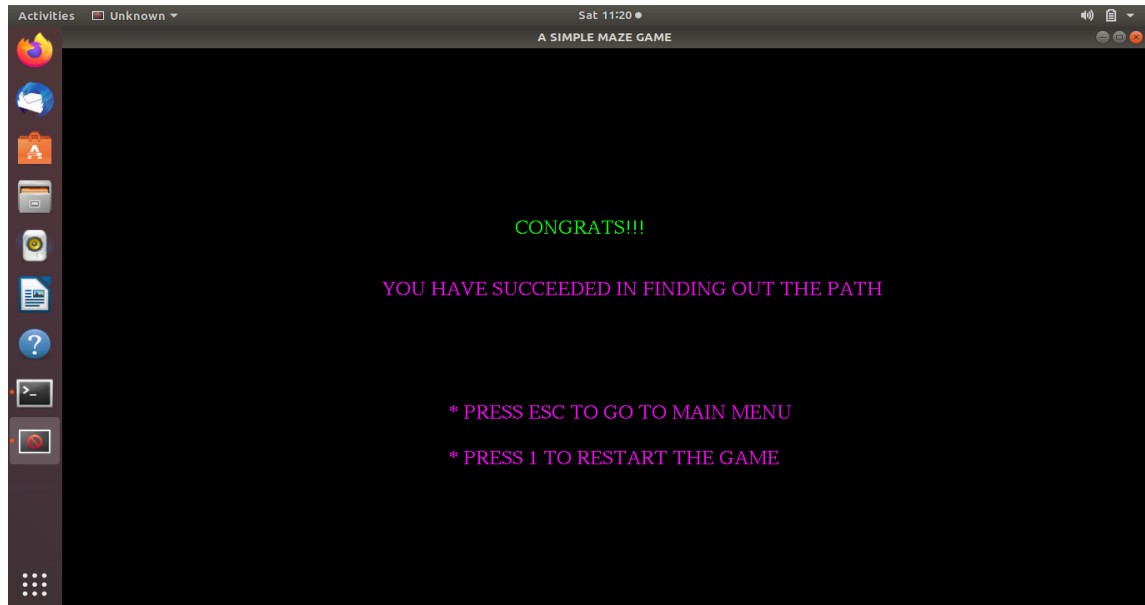 Activities Unknown Sat 11:20
A SIMPLE MAZE GAME
CONGRATS!!!
YOU HAVE SUCCEEDED IN FINDING OUT THE PATH
* PRESS ESC TO GO TO MAIN MENU
* PRESS 1 TO RESTART THE GAME